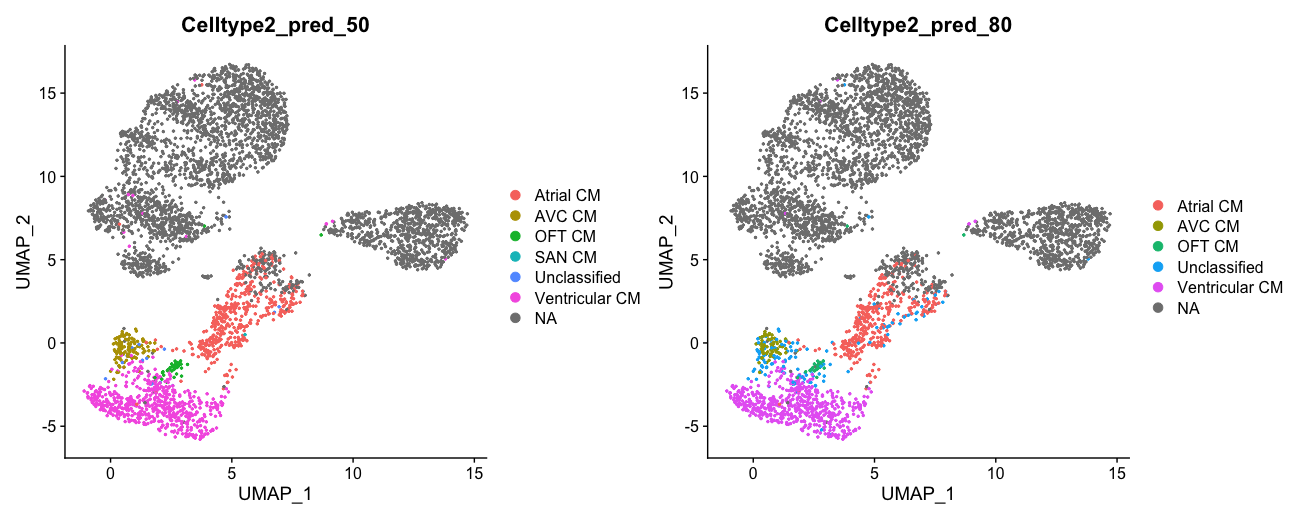 Celltype2_pred_50
UMAP_2
15
10
5
0
-5
0
5
10
15
UMAP_1
Atrial CM
AVC CM
OFT CM
SAN CM
Unclassified
Ventricular CM
NA
Celltype2_pred_80
UMAP_2
15
10
5
0
-5
0
5
10
15
UMAP_1
Atrial CM
AVC CM
OFT CM
Unclassified
Ventricular CM
NA